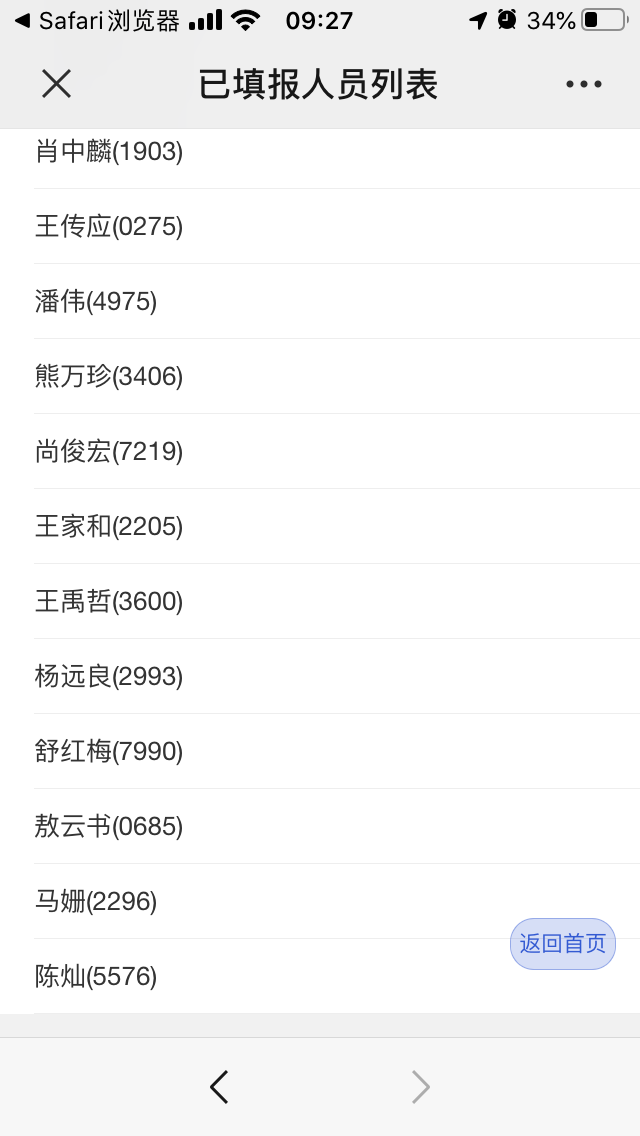 Safari浏览器 09:27 34%
已填报人员列表
肖中麟(1903)
王传应(0275)
潘伟(4975)
熊万珍(3406)
尚俊宏(7219)
王家和(2205)
王禹哲(3600)
杨远良(2993)
舒红梅(7990)
敖云书(0685)
马姗(2296)
返回首页
陈灿(5576)